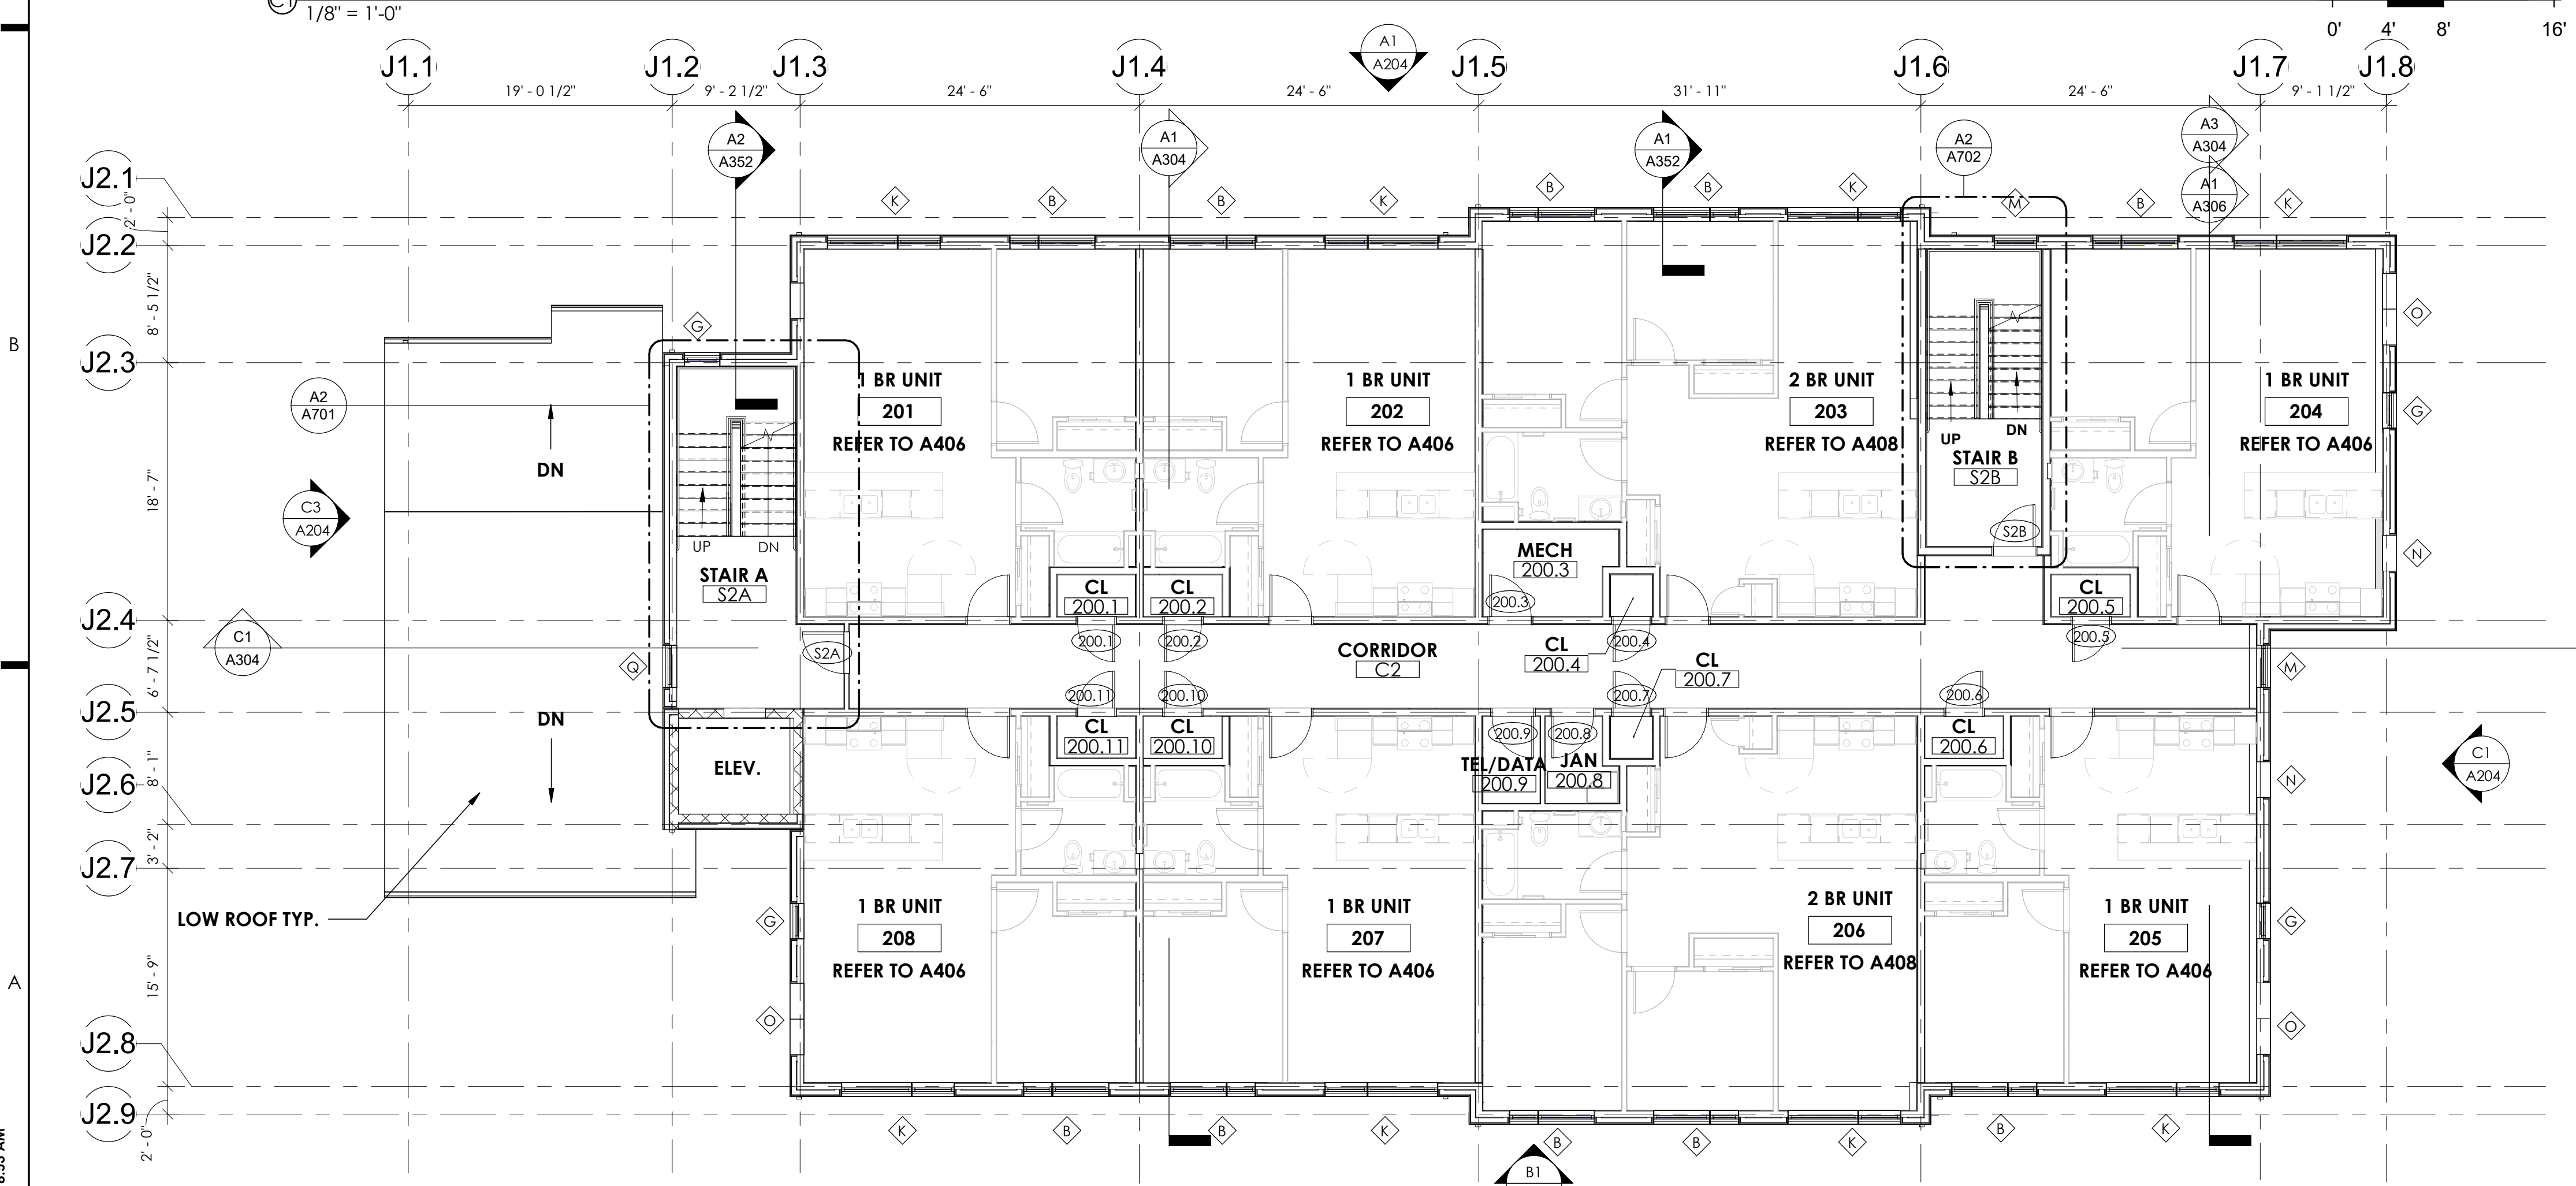 C1
1/8" = 1'-0"
0' 4' 8' 16'
J1.1 J1.2 J1.3 J1.4 J1.5 J1.6 J1.7 J1.8
A1
A204
19' - 0 1/2" 9' - 2 1/2" 24' - 6" 24' - 6" 31' - 11" 24' - 6" 9' - 1 1/2"
A2
A352
A1
A304
A1
A352
A2
A702
A3
A304
A1
A306
J2.1
2' - 0"
J2.2
8' - 5 1/2"
J2.3
18' - 7"
J2.4
6' - 7 1/2"
J2.5
8' - 1"
J2.6
3' - 2"
J2.7
15' - 9"
J2.8
J2.9
2' - 0"
B
A
K B B K B B K M B K
G
O
G
N
M
N
G
O
Q
G
O
A2
A701
C3
A204
C1
A304
C1
A204
DN
DN
LOW ROOF TYP.
1 BR UNIT
201
REFER TO A406
1 BR UNIT
202
REFER TO A406
2 BR UNIT
203
REFER TO A408
1 BR UNIT
204
REFER TO A406
UP DN
STAIR A
S2A
UP DN
STAIR B
S2B
S2B
MECH
200.3
200.3
CL
200.1
CL
200.2
CL
200.5
200.1
200.2
200.4
200.5
S2A
CORRIDOR
C2
CL
200.4
CL
200.7
200.11
200.10
200.7
200.6
CL
200.11
CL
200.10
200.9
200.8
CL
200.6
ELEV.
TEL/DATA
200.9
JAN
200.8
1 BR UNIT
208
REFER TO A406
1 BR UNIT
207
REFER TO A406
2 BR UNIT
206
REFER TO A408
1 BR UNIT
205
REFER TO A406
K B B K B B K B K
B1